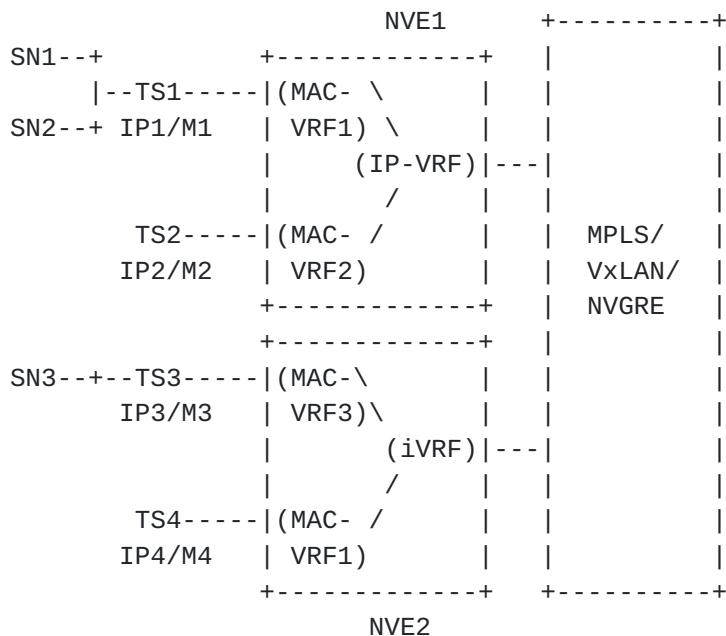 NVE1 +----------+
SN1--+ +-------------+ | |
|--TS1-----|(MAC- \ | | |
SN2--+ IP1/M1 | VRF1) \ | | |
| (IP-VRF)|---| |
| / | | |
TS2-----|(MAC- / | | MPLS/ |
IP2/M2 | VRF2) | | VxLAN/ |
+-------------+ | NVGRE |
+-------------+ | |
SN3--+--TS3-----|(MAC-\ | | |
IP3/M3 | VRF3)\ | | |
| (iVRF)|---| |
| / | | |
TS4-----|(MAC- / | | |
IP4/M4 | VRF1) | | |
+-------------+ +----------+
NVE2